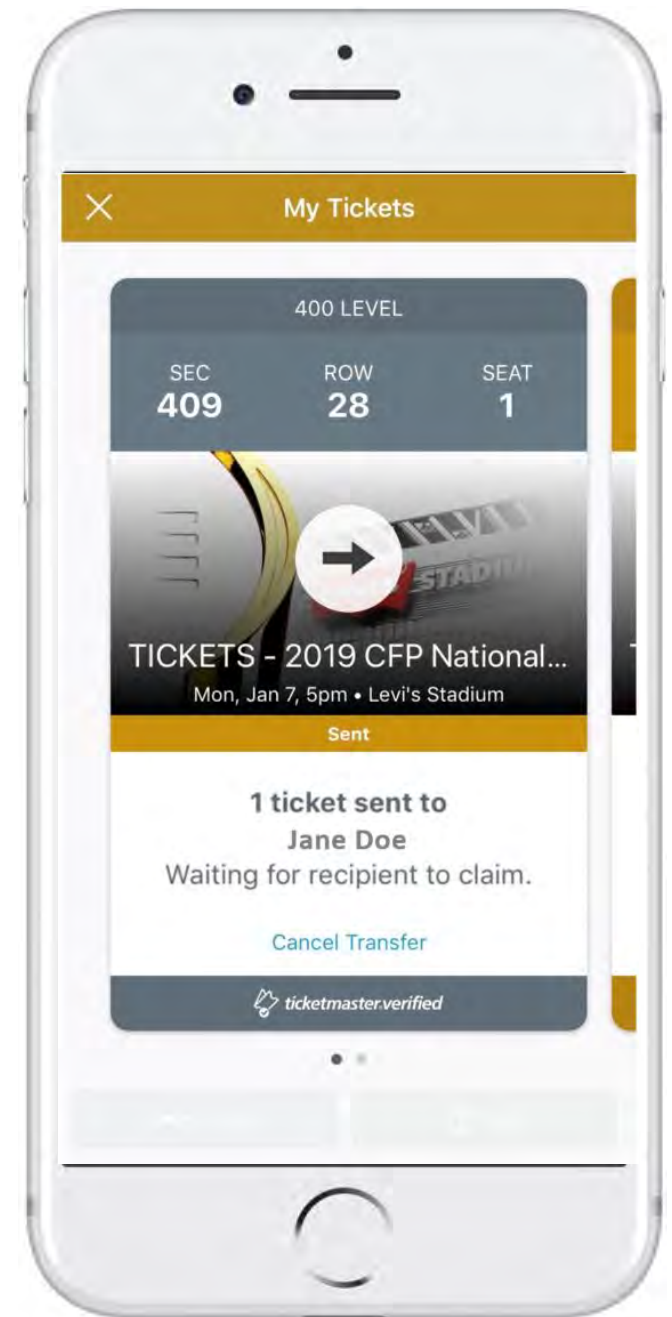 My Tickets
400 LEVEL
SEC ROW SEAT
409 28 1
STADIU
TICKETS - 2019 CFP National...
Mon, Jan 7, 5pm • Levi's Stadium
Sent
1 ticket sent to
Jane Doe
Waiting for recipient to claim.
Cancel Transfer
ticketmaster.verified